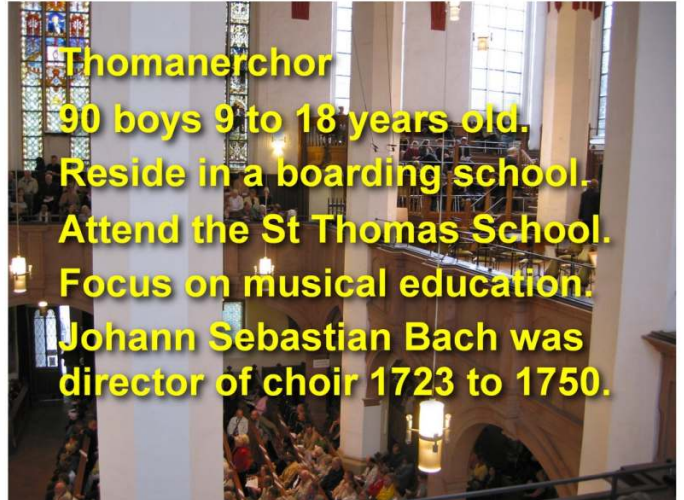 Thomanerchor
90 boys 9 to 18 years old.
Reside in a boarding school.
Attend the St Thomas School.
Focus on musical education.
Johann Sebastian Bach was
director of choir 1723 to 1750.